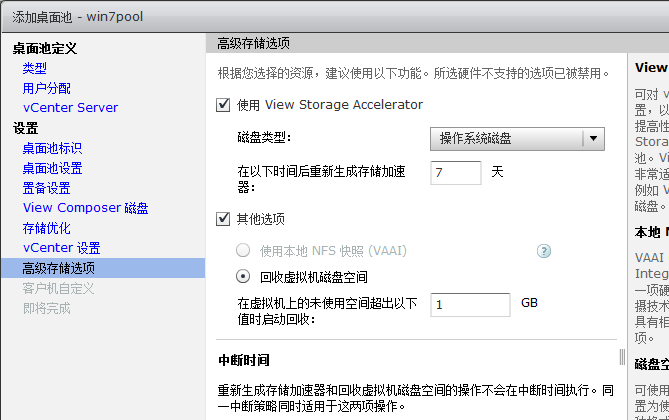 添加桌面池 - win7pool
桌面池定义
类型
用户分配
vCenter Server
设置
桌面池标识
桌面池设置
置备设置
View Composer 磁盘
存储优化
vCenter 设置
高级存储选项
客户机自定义
即将完成
高级存储选项
根据您选择的资源，建议使用以下功能。所选硬件不支持的选项已被禁用。
使用 View Storage Accelerator
磁盘类型：
操作系统磁盘
在以下时间后重新生成存储加速
器：
7
天
其他选项
使用本地 NFS 快照 (VAAI)
?
回收虚拟机磁盘空间
在虚拟机上的未使用空间超出以下
值时启动回收：
1
GB
中断时间
重新生成存储加速器和回收虚拟机磁盘空间的操作不会在中断时间执行。同
一中断策略同时适用于这两项操作。
View
可对 v
置，以
提高性
Stora
池。Vi
非常适
例如 V
磁盘。
本地 N
VAAI
Integ
一项硬
摄技术
具有相
项。
磁盘空
可使用
置为使